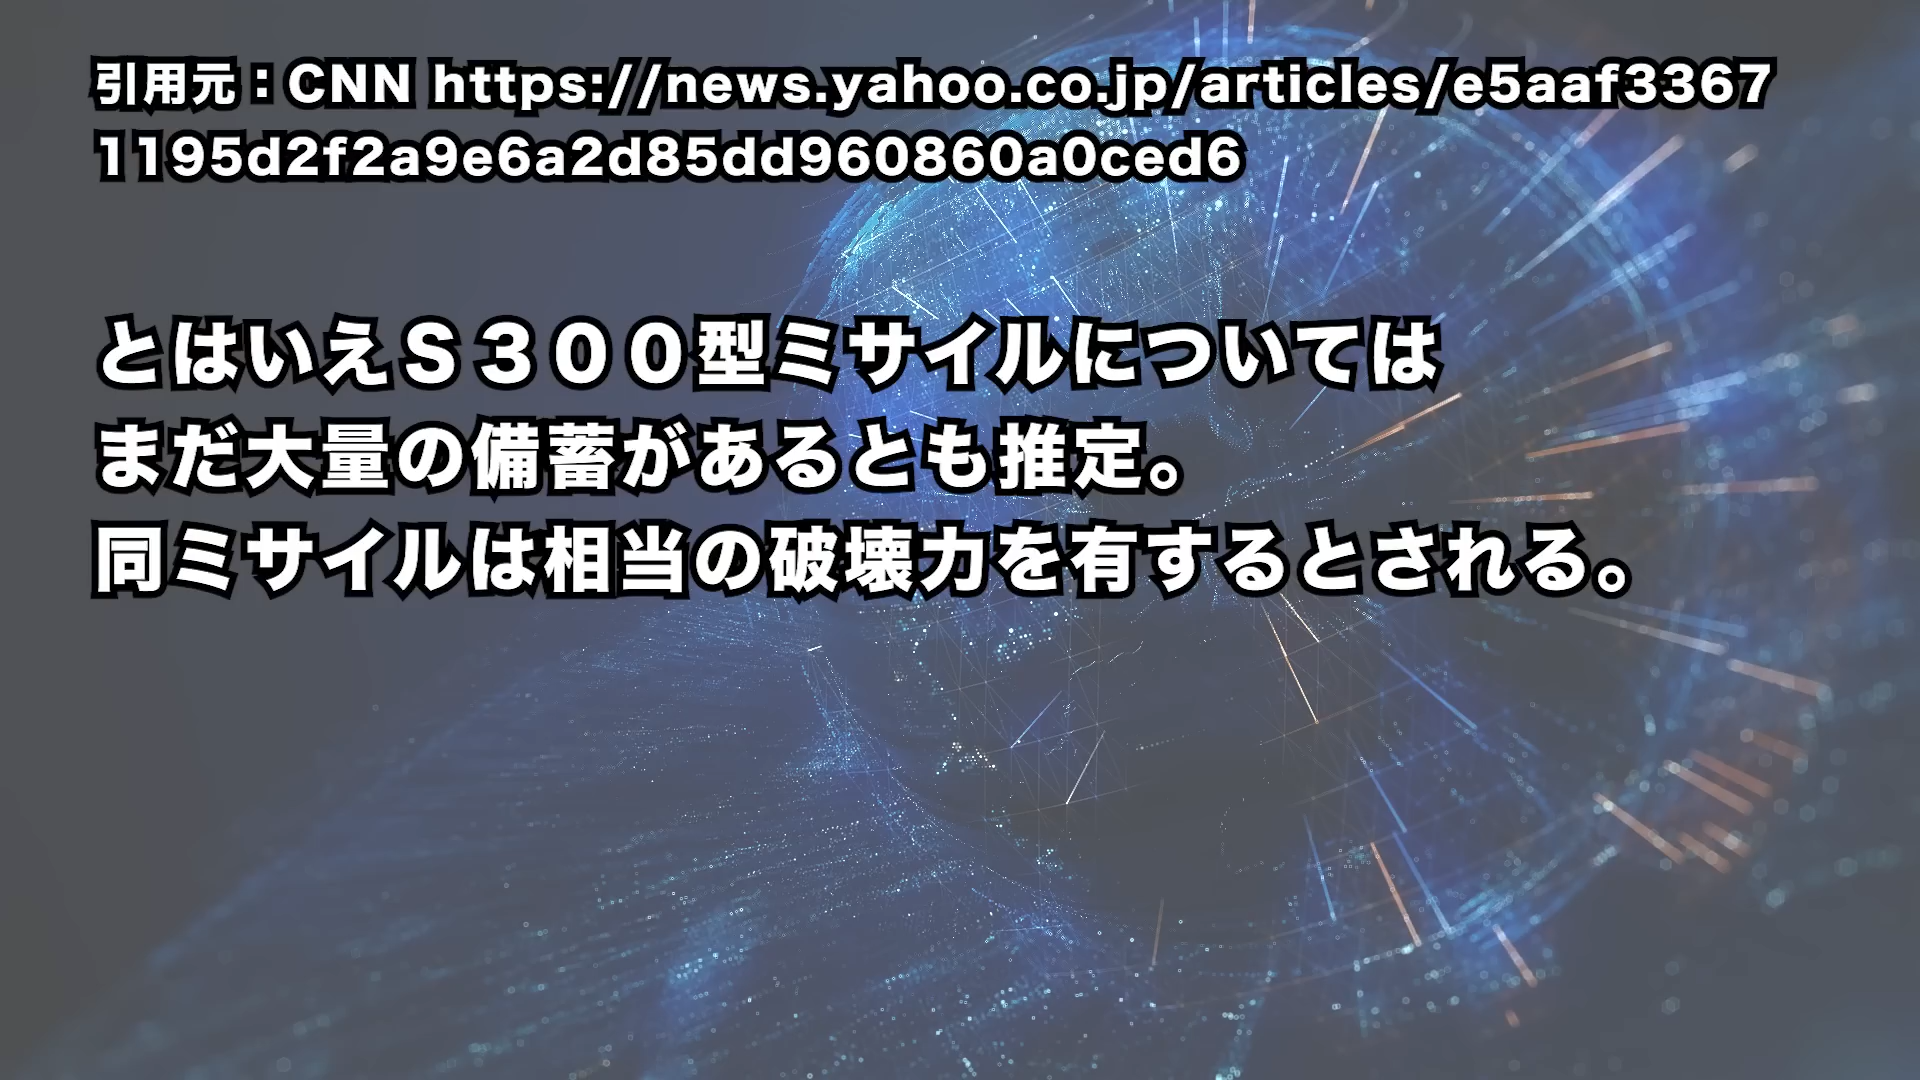 引用元：CNN https://news.yahoo.co.jp/articles/e5aaf3367
1195d2f2a9e6a2d85dd960860a0ced6
とはいえＳ３００型ミサイルについては
まだ大量の備蓄があるとも推定。
同ミサイルは相当の破壊力を有するとされる。